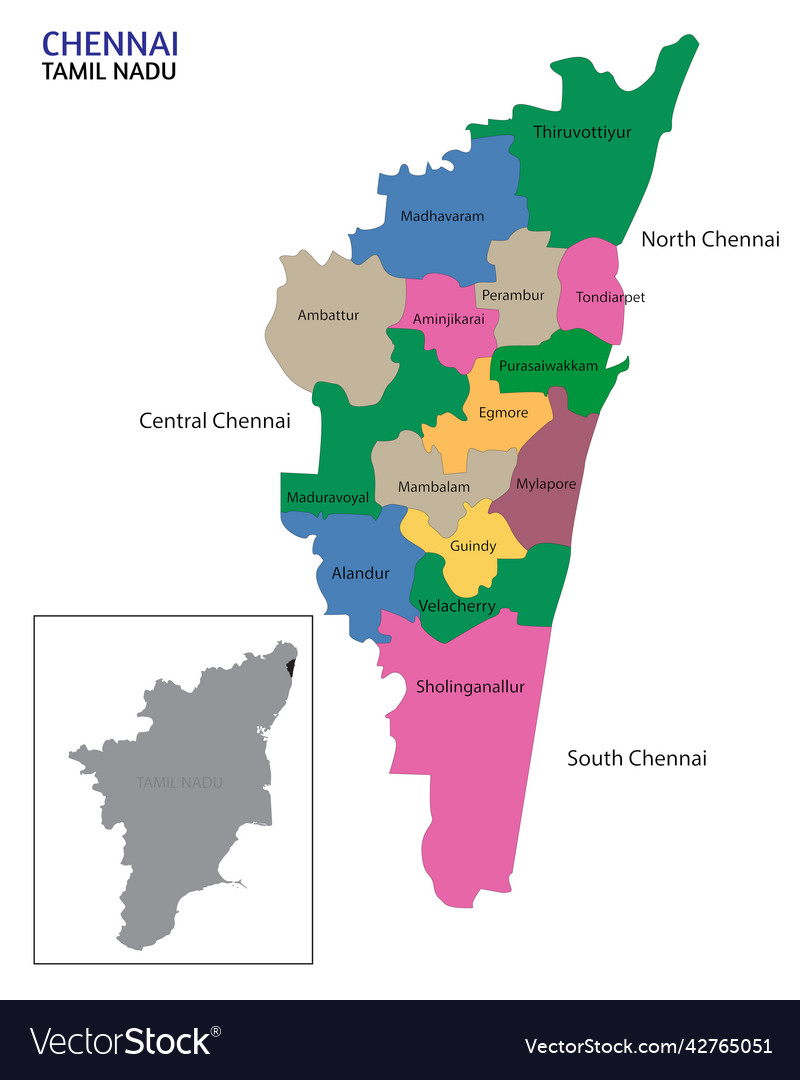 CHENNAI
TAMIL NADU
Thiruvottiyur
Madhavaram
North Chennai
Perambur
Tondiarpet
Ambattur
Aminjikarai
Purasaiwakkam
Egmore
Central Chennai
Mylapore
Mambalam
Maduravoyal
Guindy
Alandur
Velacherry
Sholinganallur
South Chennai
TAMIL NADU
VectorStock®
VectorStock.com/42765051